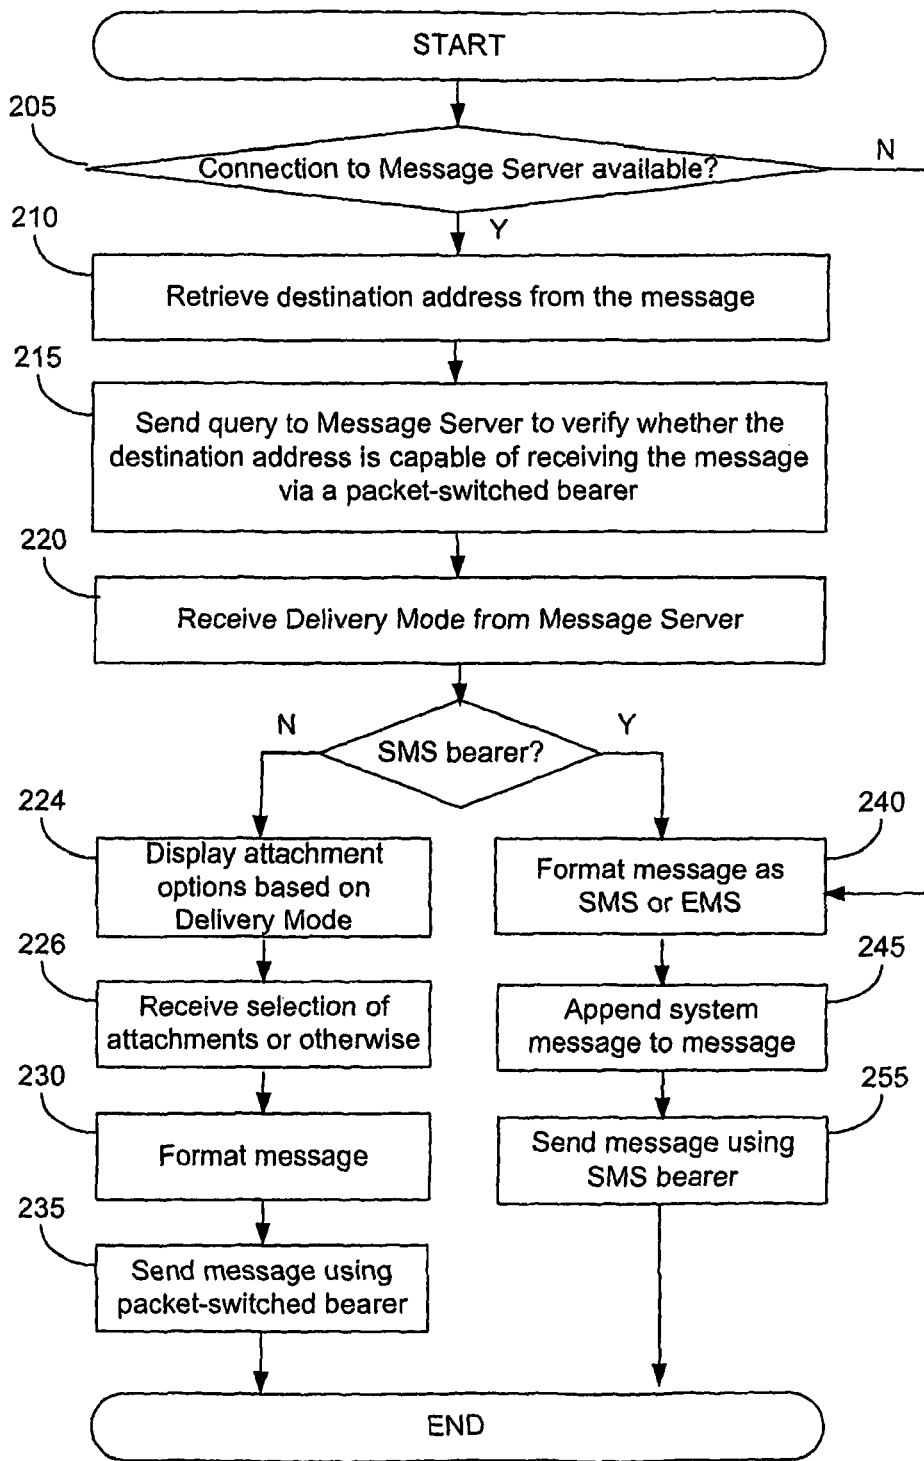 START
205
Connection to Message Server available?
N
Y
210
Retrieve destination address from the message
215
Send query to Message Server to verify whether the
destination address is capable of receiving the message
via a packet-switched bearer
220
Receive Delivery Mode from Message Server
N
SMS bearer?
Y
224
Display attachment
options based on
Delivery Mode
226
Receive selection of
attachments or otherwise
230
Format message
235
Send message using
packet-switched bearer
240
Format message as
SMS or EMS
245
Append system
message to message
255
Send message using
SMS bearer
END